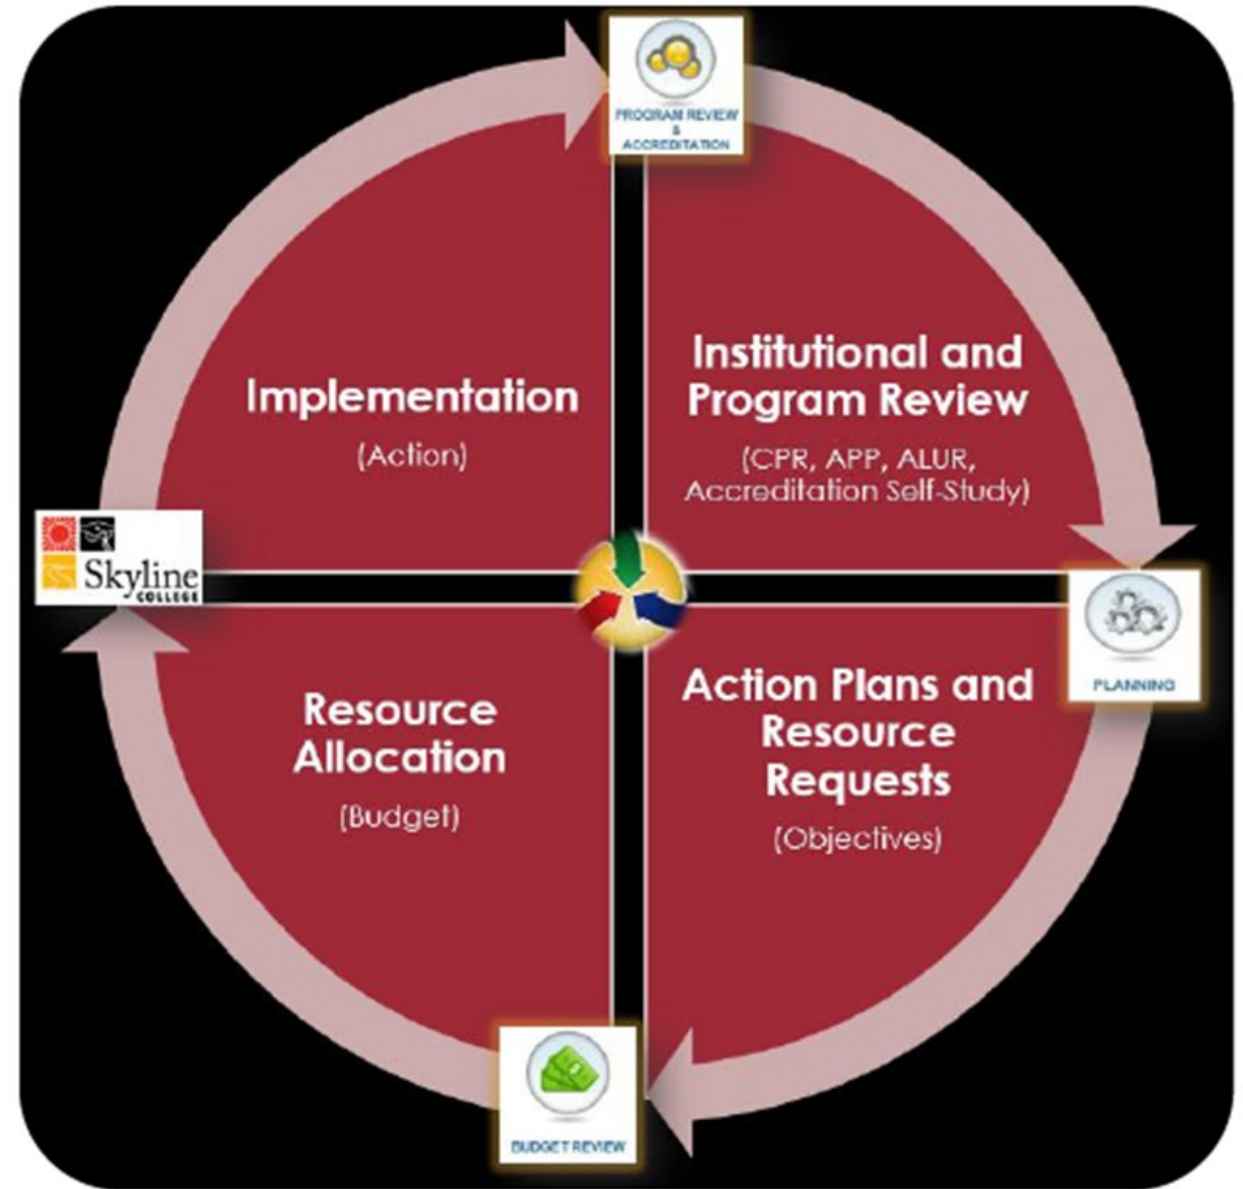 PROGRAM REVIEW
&
ACCREDITATION
Implementation
(Action)
Institutional and
Program Review
(CPR, APP, ALUR,
Accreditation Self-Study)
Skyline
COLLEGE
PLANNING
Resource
Allocation
(Budget)
Action Plans and
Resource
Requests
(Objectives)
BUDGET REVIEW